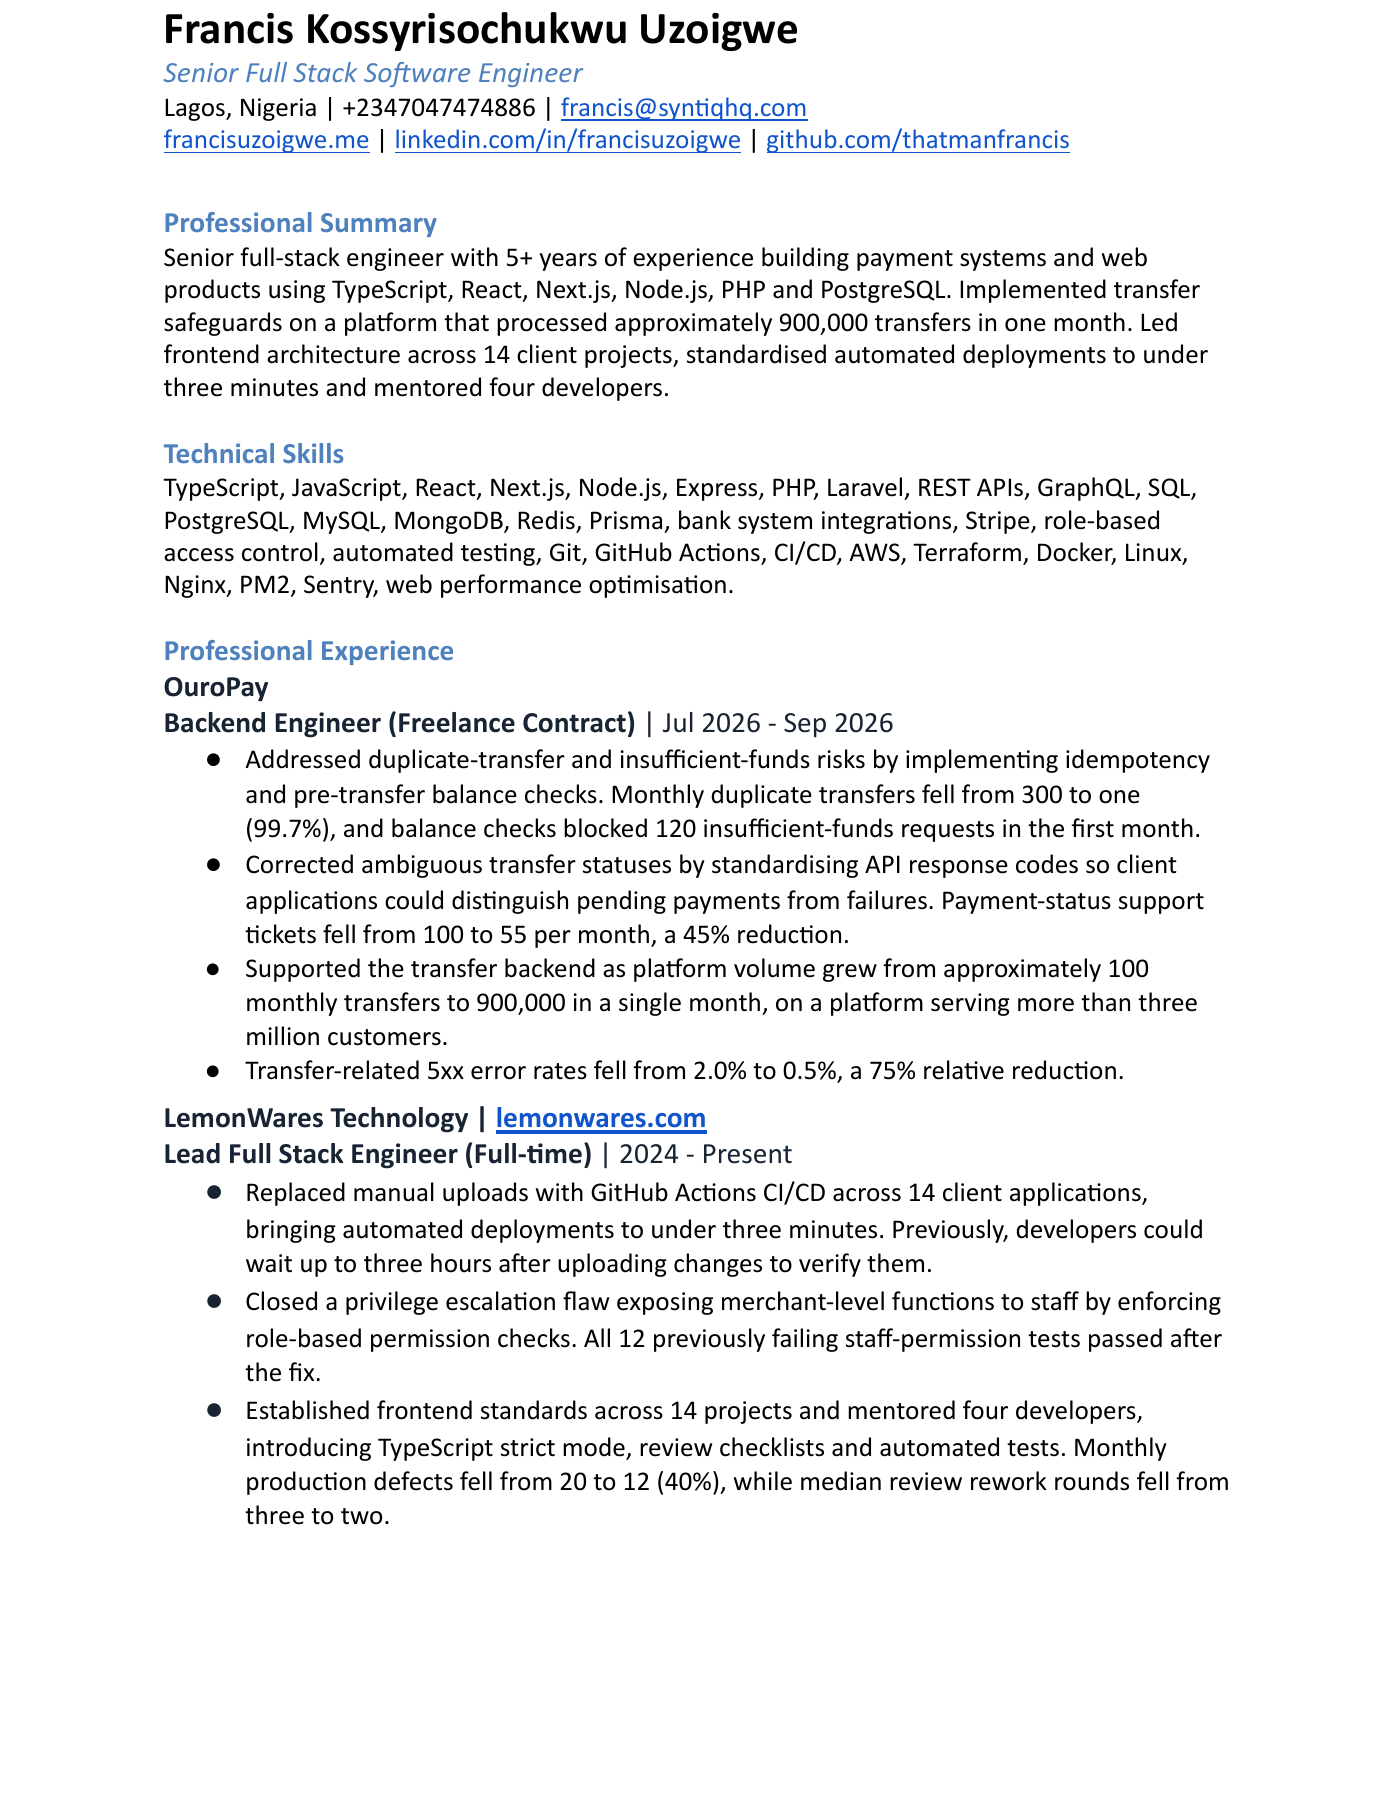 Francis Kossyrisochukwu Uzoigwe
Senior Full Stack Software Engineer
Lagos, Nigeria | +2347047474886 | francis@syntiqhq.com
francisuzoigwe.me | linkedin.com/in/francisuzoigwe | github.com/thatmanfrancis
Professional Summary
Senior full-stack engineer with 5+ years of experience building payment systems and web
products using TypeScript, React, Next.js, Node.js, PHP and PostgreSQL. Implemented transfer
safeguards on a platform that processed approximately 900,000 transfers in one month. Led
frontend architecture across 14 client projects, standardised automated deployments to under
three minutes and mentored four developers.
Technical Skills
TypeScript, JavaScript, React, Next.js, Node.js, Express, PHP, Laravel, REST APIs, GraphQL, SQL,
PostgreSQL, MySQL, MongoDB, Redis, Prisma, bank system integrations, Stripe, role-based
access control, automated testing, Git, GitHub Actions, CI/CD, AWS, Terraform, Docker, Linux,
Nginx, PM2, Sentry, web performance optimisation.
Professional Experience
OuroPay
Backend Engineer (Freelance Contract) | Jul 2026 - Sep 2026
● Addressed duplicate-transfer and insufficient-funds risks by implementing idempotency
and pre-transfer balance checks. Monthly duplicate transfers fell from 300 to one
(99.7%), and balance checks blocked 120 insufficient-funds requests in the first month.
● Corrected ambiguous transfer statuses by standardising API response codes so client
applications could distinguish pending payments from failures. Payment-status support
tickets fell from 100 to 55 per month, a 45% reduction.
● Supported the transfer backend as platform volume grew from approximately 100
monthly transfers to 900,000 in a single month, on a platform serving more than three
million customers.
● Transfer-related 5xx error rates fell from 2.0% to 0.5%, a 75% relative reduction.
LemonWares Technology | lemonwares.com
Lead Full Stack Engineer (Full-time) | 2024 - Present
● Replaced manual uploads with GitHub Actions CI/CD across 14 client applications,
bringing automated deployments to under three minutes. Previously, developers could
wait up to three hours after uploading changes to verify them.
● Closed a privilege escalation flaw exposing merchant-level functions to staff by enforcing
role-based permission checks. All 12 previously failing staff-permission tests passed after
the fix.
● Established frontend standards across 14 projects and mentored four developers,
introducing TypeScript strict mode, review checklists and automated tests. Monthly
production defects fell from 20 to 12 (40%), while median review rework rounds fell from
three to two.